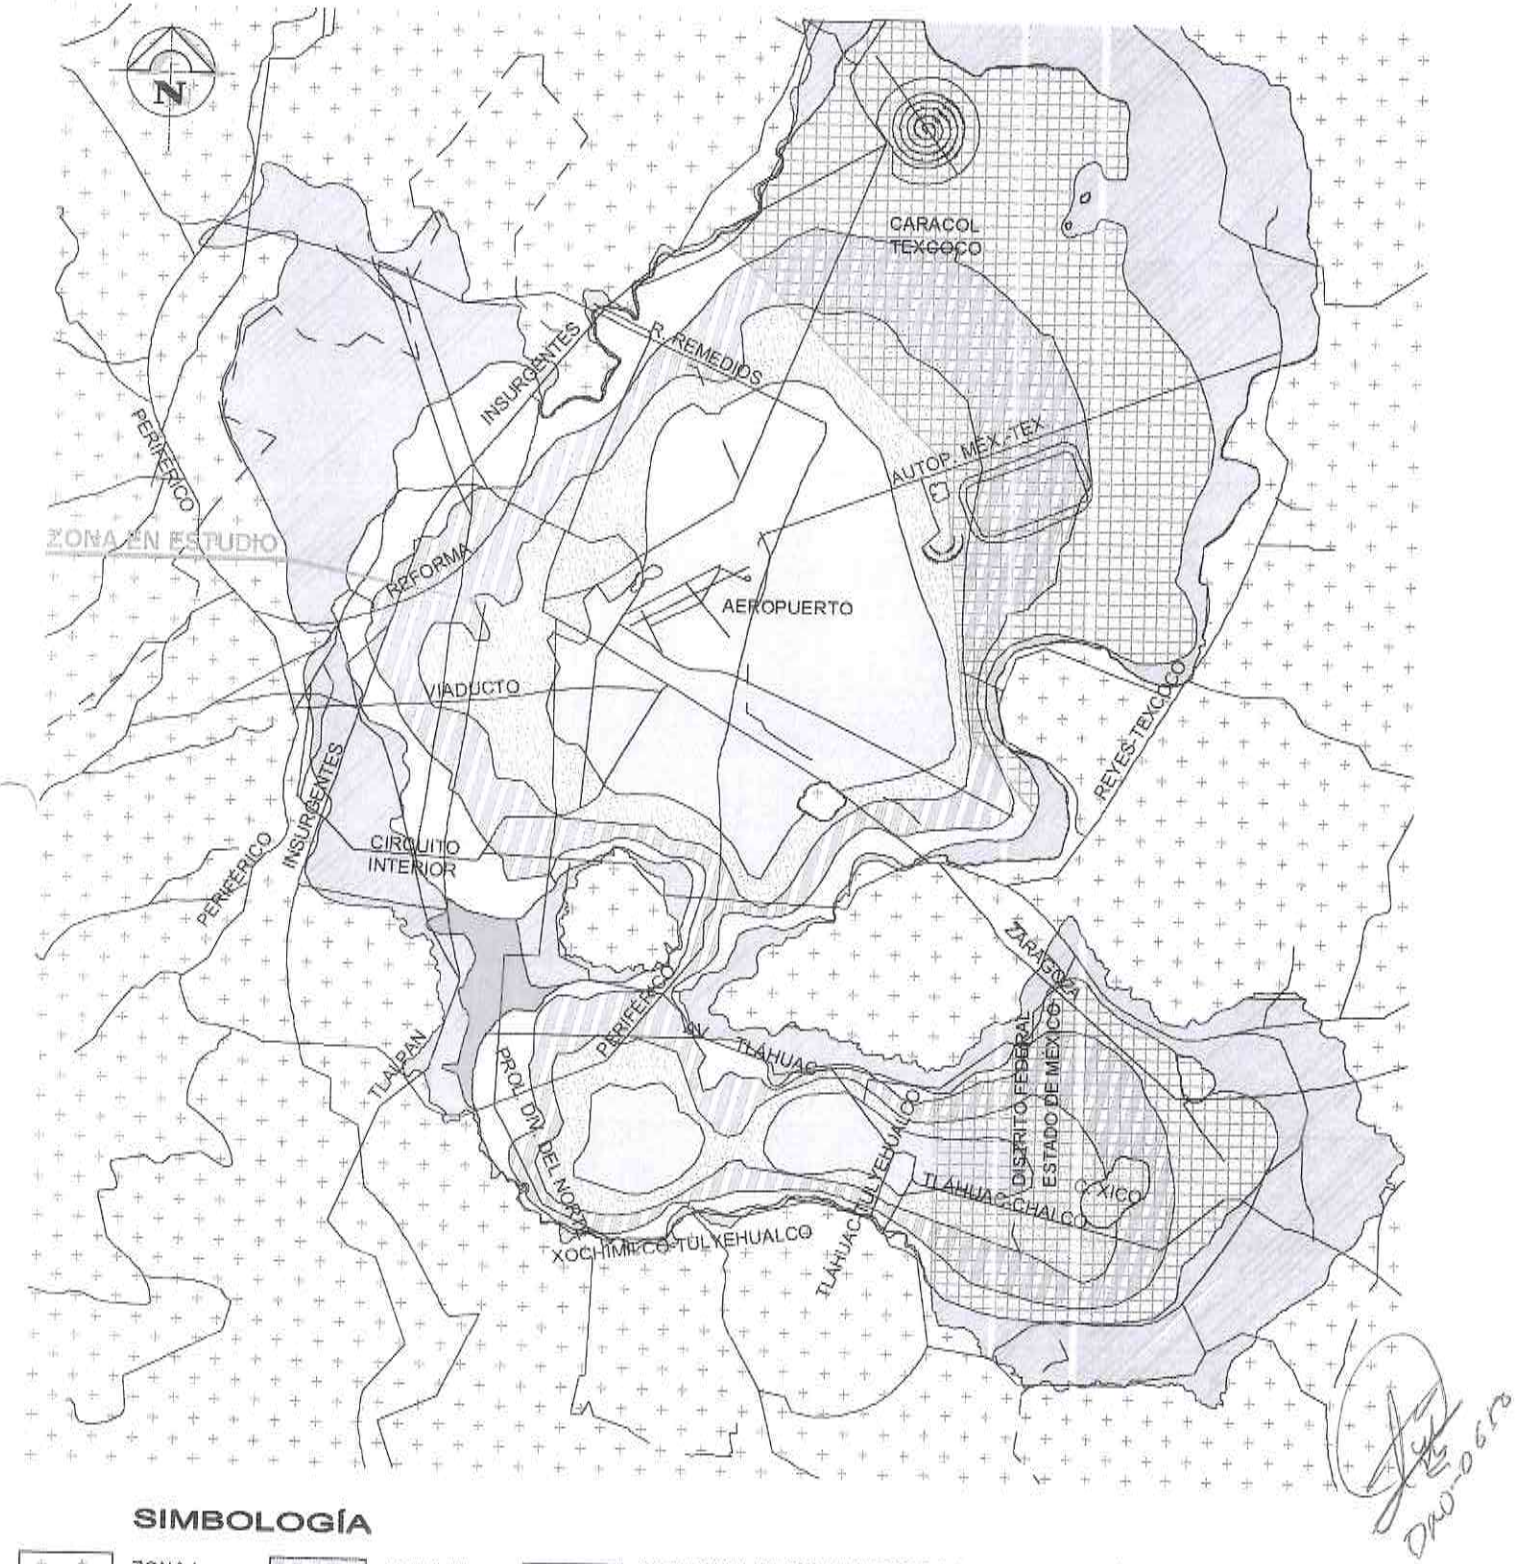 N
CARACOL
TEXCOCO
INSURGENTES
R. REMEDIOS
PERIFERICO
AUTOP. MEX.-TEX
ZONA EN ESTUDIO
REFORMA
AEROPUERTO
VIADUCTO
REYES-TEXCOCO
INSURGENTES
CIRCUITO
INTERIOR
PERIFERICO
ZARAGOZA
PERIFERICO
AV.
TLAHUAC
TLALPAN
PROL. DIV. DEL NORTE
DISTRITO FEDERAL
ESTADO DE MEXICO
TLAHUAC-TULYEHUALCO
TLAHUAC-CHALCO
C. XICO
XOCHIMILCO-TULYEHUALCO
SIMBOLOGÍA